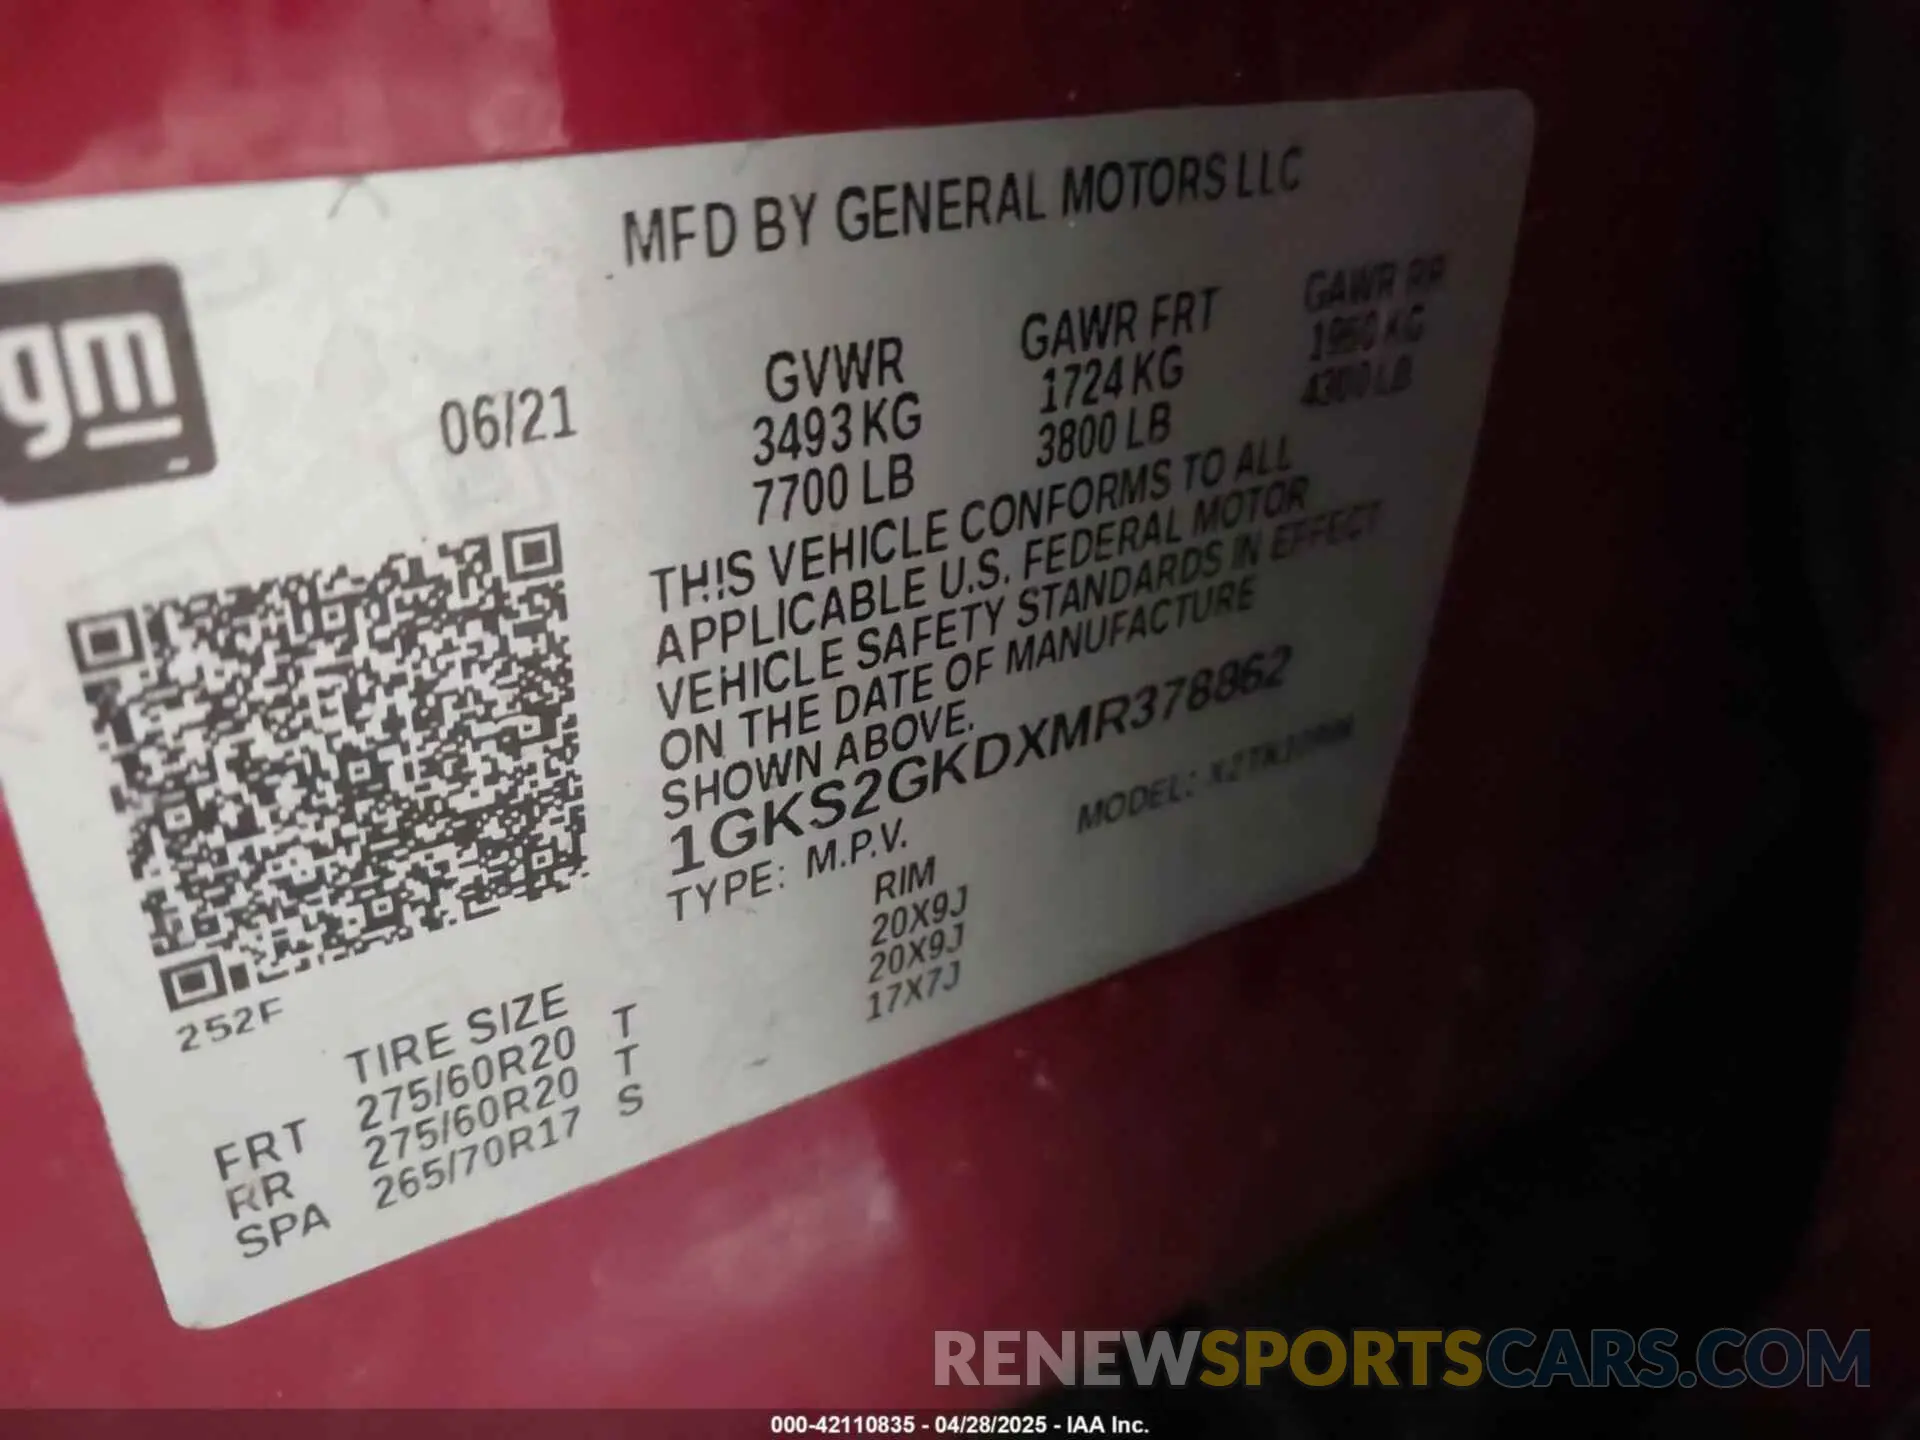 MFD BY GENERAL MOTORS LLC
gm
06/21
GVWR GAWR FRT GAWR RR
3493 KG 1724 KG 1950 KG
7700 LB 3800 LB 4300 LB
THIS VEHICLE CONFORMS TO ALL
APPLICABLE U.S. FEDERAL MOTOR
VEHICLE SAFETY STANDARDS IN EFFECT
ON THE DATE OF MANUFACTURE
SHOWN ABOVE.
1GKS2GKDXMR378862
TYPE: M.P.V. MODEL:
252F
TIRE SIZE RIM
FRT 275/60R20 T 20X9J
RR 275/60R20 T 20X9J
SPA 265/70R17 S 17X7J
RENEWSPORTSCARS.COM
000-42110835 - 04/28/2025 - IAA Inc.